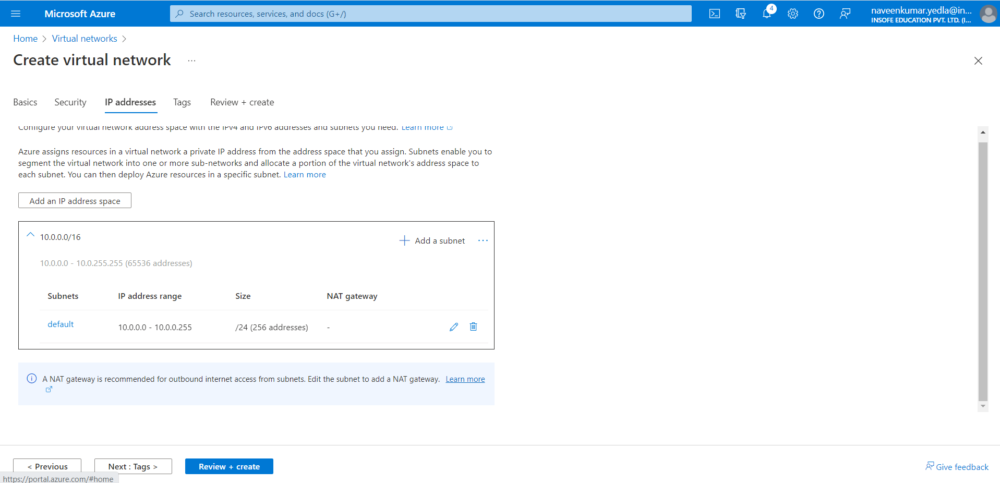 Microsoft Azure
Search resources, services, and docs (G+/)
4
naveenkumar.yedla@in...
INSOFE EDUCATION PVT. LTD. (I...
Home > Virtual networks >
Create virtual network ...
Basics Security IP addresses Tags Review + create
Configure your virtual network address space with the IPv4 and IPv6 addresses and subnets you need. Learn more
Azure assigns resources in a virtual network a private IP address from the address space that you assign. Subnets enable you to
segment the virtual network into one or more sub-networks and allocate a portion of the virtual network's address space to
each subnet. You can then deploy Azure resources in a specific subnet. Learn more
Add an IP address space
10.0.0.0/16
+ Add a subnet ...
10.0.0.0 - 10.0.255.255 (65536 addresses)
Subnets IP address range Size NAT gateway
default 10.0.0.0 - 10.0.0.255 /24 (256 addresses) -
A NAT gateway is recommended for outbound internet access from subnets. Edit the subnet to add a NAT gateway. Learn more
< Previous Next : Tags > Review + create
Give feedback
https://portal.azure.com/#home